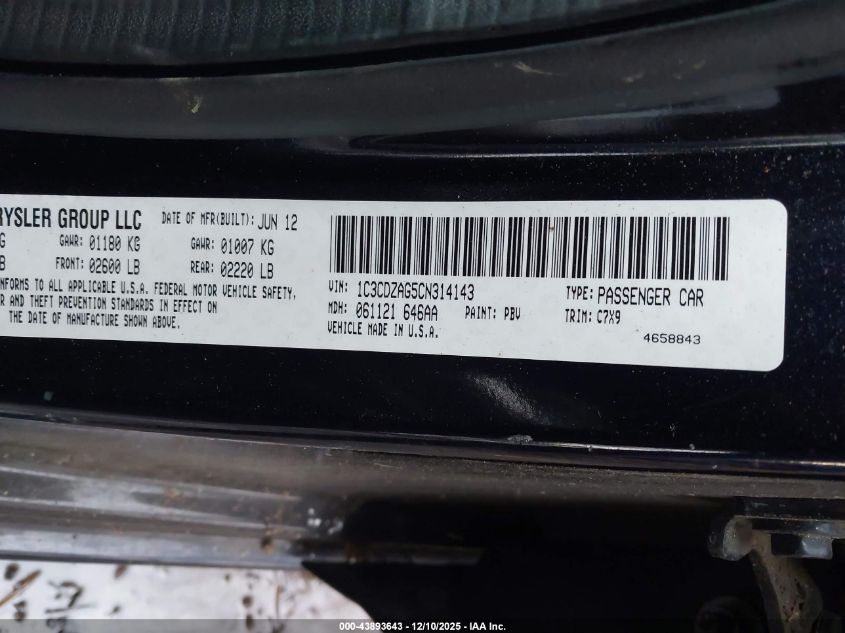 RYSLER GROUP LLC DATE OF MFR(BUILT): JUN 12
G GAWR: 01180 KG GAWR: 01007 KG
B FRONT: 02600 LB REAR: 02220 LB
NFORMS TO ALL APPLICABLE U.S.A. FEDERAL MOTOR VEHICLE SAFETY,
R AND THEFT PREVENTION STANDARDS IN EFFECT ON
THE DATE OF MANUFACTURE SHOWN ABOVE.
VIN: 1C3CDZAG5CN314143 TYPE: PASSENGER CAR
MDH: 061121 646AA PAINT: PBV TRIM: C7X9
VEHICLE MADE IN U.S.A. 4658843
000-43893643 - 12/10/2025 - IAA Inc.